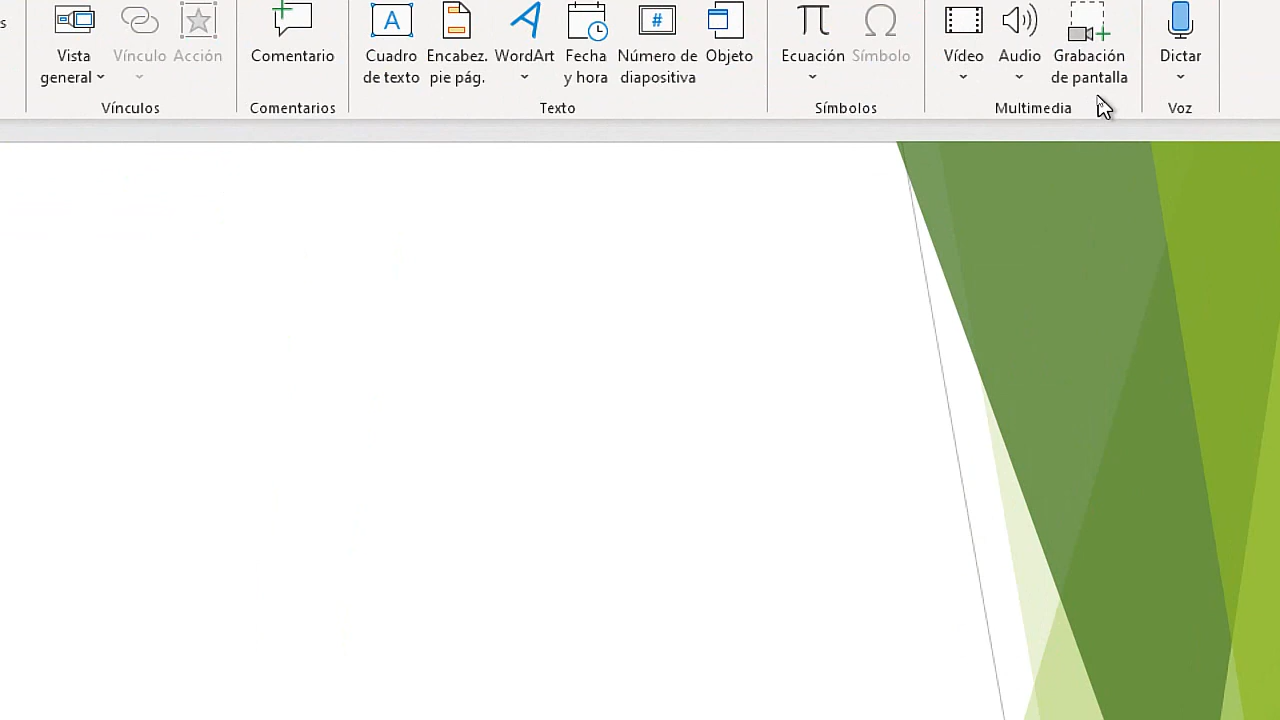 s
Vista general
Vínculo
Acción
Vínculos
Comentario
Comentarios
A
Cuadro de texto
Encabez. pie pág.
A
WordArt
Fecha y hora
#
Número de diapositiva
Objeto
Texto
π
Ecuación
Ω
Símbolo
Símbolos
Vídeo
Audio
Grabación de pantalla
Multimedia
Dictar
Voz